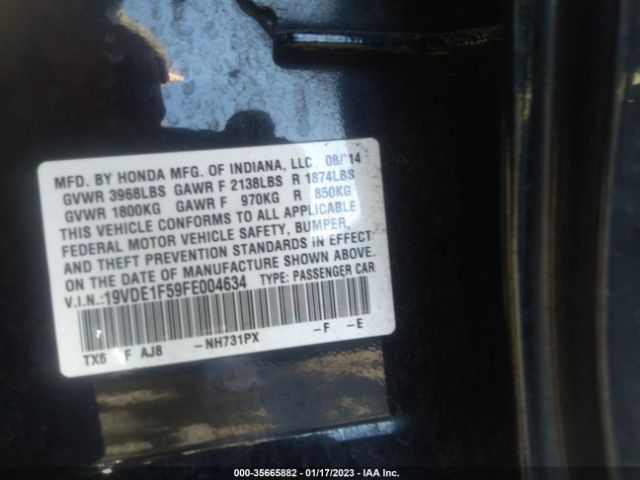 MFD. BY HONDA MFG. OF INDIANA, LLC 08/14
GVWR 3968LBS GAWR F 2138LBS R 1874LBS
GVWR 1800KG GAWR F 970KG R 850KG
THIS VEHICLE CONFORMS TO ALL APPLICABLE
FEDERAL MOTOR VEHICLE SAFETY, BUMPER,
AND THEFT PREVENTION STANDARDS IN EFFECT
ON THE DATE OF MANUFACTURE SHOWN ABOVE.
V.I.N.:19VDE1F59FE004634 TYPE: PASSENGER CAR
TX6 F AJ8 -NH731PX -F -E
000-35665882 - 01/17/2023 - IAA Inc.